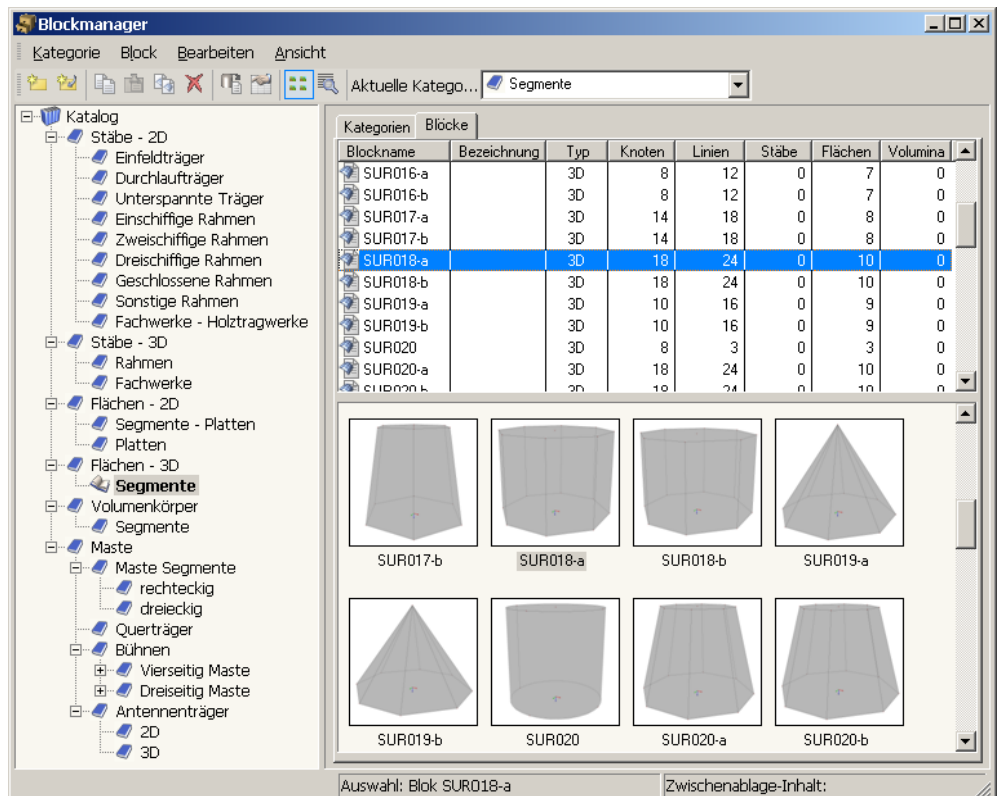 Blockmanager
Kategorie Block Bearbeiten Ansicht
Aktuelle Katego... Segmente
Katalog
Stäbe - 2D
Einfeldträger
Durchlaufträger
Unterspannte Träger
Einschiffige Rahmen
Zweischiffige Rahmen
Dreischiffige Rahmen
Geschlossene Rahmen
Sonstige Rahmen
Fachwerke - Holztragwerke
Stäbe - 3D
Rahmen
Fachwerke
Flächen - 2D
Segmente - Platten
Platten
Flächen - 3D
Segmente
Volumenkörper
Segmente
Maste
Maste Segmente
rechteckig
dreieckig
Querträger
Bühnen
Vierseitig Maste
Dreiseitig Maste
Antennenträger
2D
3D
Kategorien Blöcke
Blockname Bezeichnung Typ Knoten Linien Stäbe Flächen Volumina
SUR016-a 3D 8 12 0 7 0
SUR016-b 3D 8 12 0 7 0
SUR017-a 3D 14 18 0 8 0
SUR017-b 3D 14 18 0 8 0
SUR018-a 3D 18 24 0 10 0
SUR018-b 3D 18 24 0 10 0
SUR019-a 3D 10 16 0 9 0
SUR019-b 3D 10 16 0 9 0
SUR020 3D 8 3 0 3 0
SUR020-a 3D 18 24 0 10 0
SUR020-b 3D 18 24 0 10 0
SUR017-b SUR018-a SUR018-b SUR019-a
SUR019-b SUR020 SUR020-a SUR020-b
Auswahl: Blok SUR018-a Zwischenablage-Inhalt: